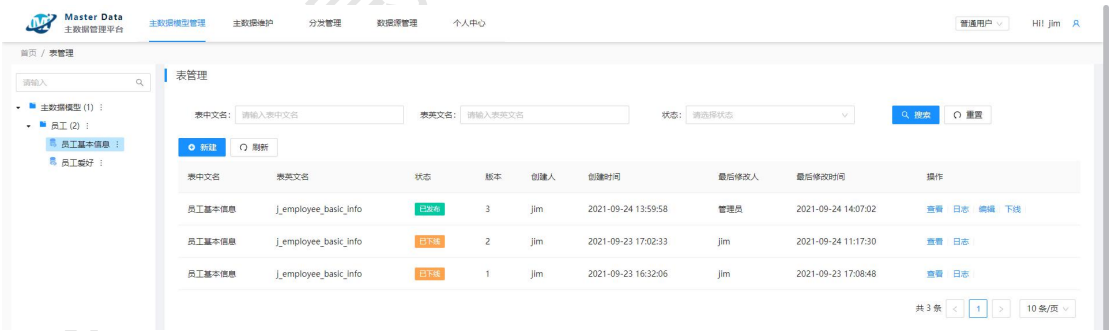 Master Data
主数据管理平台
主数据模型管理 主数据维护 分发管理 数据源管理 个人中心
普通用户 Hi! jim
首页 / 表管理
请输入
主数据模型 (1)
员工 (2)
员工基本信息
员工爱好
表管理
表中文名: 请输入表中文名 表英文名: 请输入表英文名 状态: 请选择状态 搜索 重置
新建 刷新
表中文名 表英文名 状态 版本 创建人 创建时间 最后修改人 最后修改时间 操作
员工基本信息 j_employee_basic_info 已发布 3 jim 2021-09-24 13:59:58 管理员 2021-09-24 14:07:02 查看 日志 编辑 下线
员工基本信息 j_employee_basic_info 已下线 2 jim 2021-09-23 17:02:33 jim 2021-09-24 11:17:30 查看 日志
员工基本信息 j_employee_basic_info 已下线 1 jim 2021-09-23 16:32:06 jim 2021-09-23 17:08:48 查看 日志
共 3 条 < 1 > 10 条/页